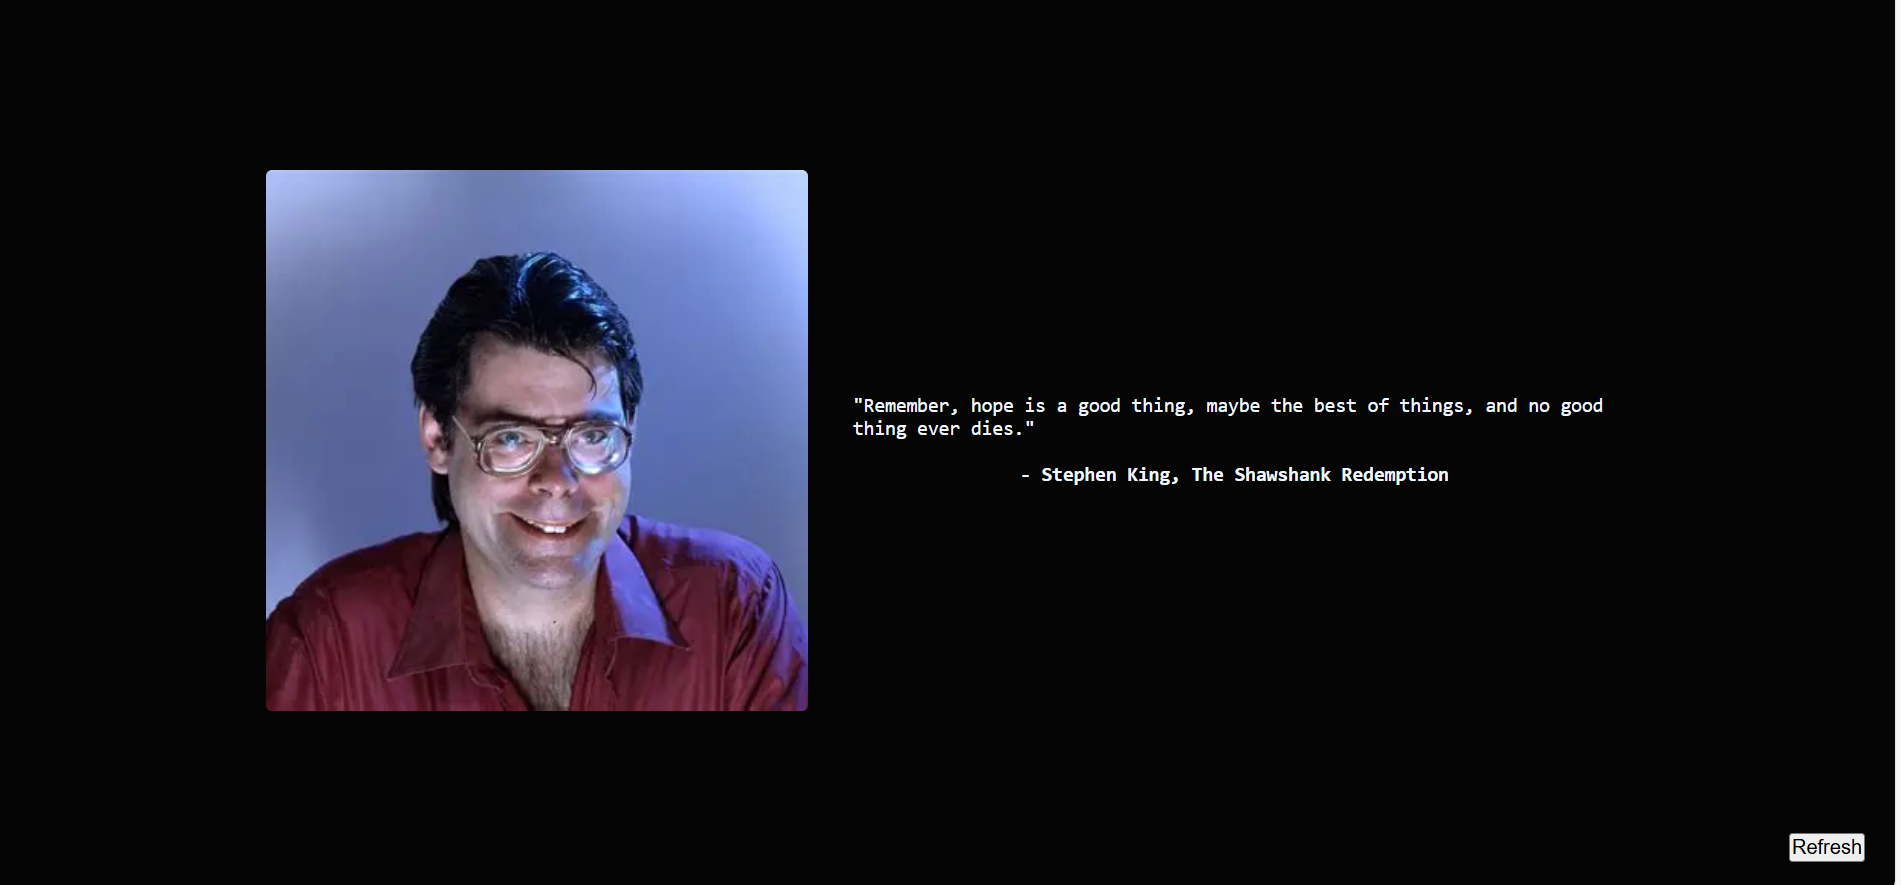 "Remember, hope is a good thing, maybe the best of things, and no good
thing ever dies."
- Stephen King, The Shawshank Redemption
Refresh